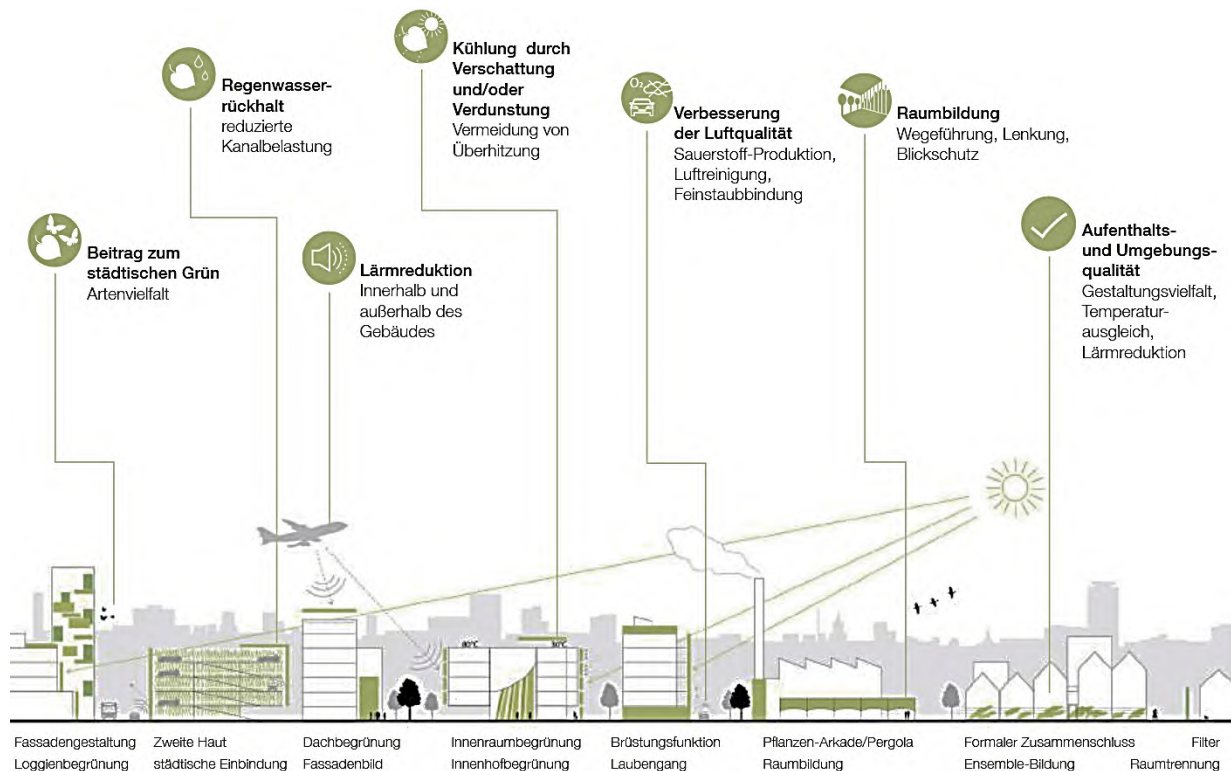 Kühlung durch
Verschattung
und/oder
Verdunstung
Vermeidung von
Überhitzung
Regenwasser-
rückhalt
reduzierte
Kanalbelastung
O₂
Verbesserung
der Luftqualität
Sauerstoff-Produktion,
Luftreinigung,
Feinstaubbindung
Raumbildung
Wegeführung, Lenkung,
Blickschutz
Beitrag zum
städtischen Grün
Artenvielfalt
Lärmreduktion
Innerhalb und
außerhalb des
Gebäudes
Aufenthalts-
und Umgebungs-
qualität
Gestaltungsvielfalt,
Temperatur-
ausgleich,
Lärmreduktion
Fassadengestaltung
Loggienbegrünung
Zweite Haut
städtische Einbindung
Dachbegrünung
Fassadenbild
Innenraumbegrünung
Innenhofbegrünung
Brüstungsfunktion
Laubengang
Pflanzen-Arkade/Pergola
Raumbildung
Formaler Zusammenschluss
Ensemble-Bildung
Filter
Raumtrennung